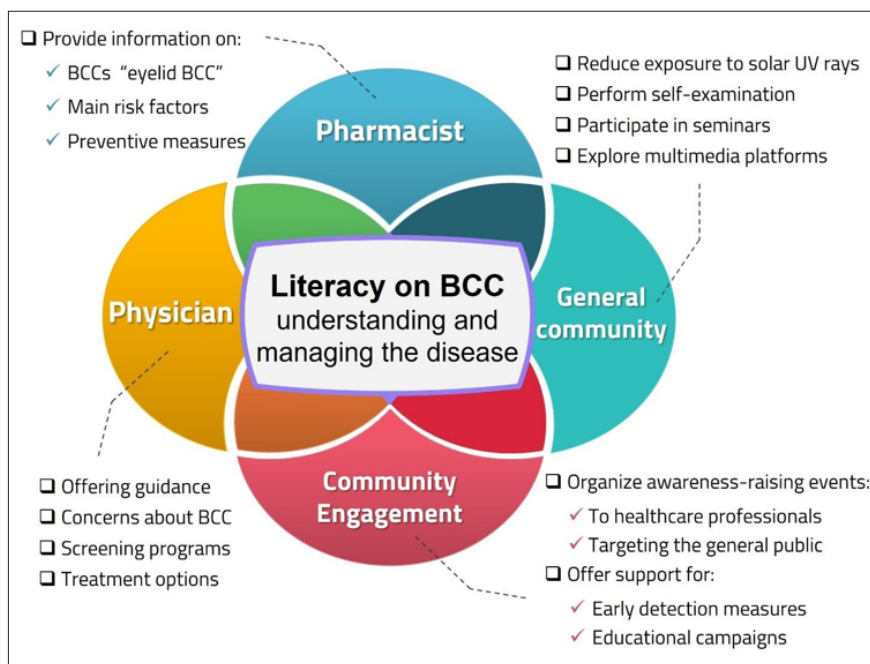 ❑ Provide information on:
✓ BCCs “eyelid BCC”
✓ Main risk factors
✓ Preventive measures
Pharmacist
❑ Reduce exposure to solar UV rays
❑ Perform self-examination
❑ Participate in seminars
❑ Explore multimedia platforms
Physician
Literacy on BCC
understanding and
managing the disease
General
community
❑ Offering guidance
❑ Concerns about BCC
❑ Screening programs
❑ Treatment options
Community
Engagement
❑ Organize awareness-raising events:
✓ To healthcare professionals
✓ Targeting the general public
❑ Offer support for:
✓ Early detection measures
✓ Educational campaigns